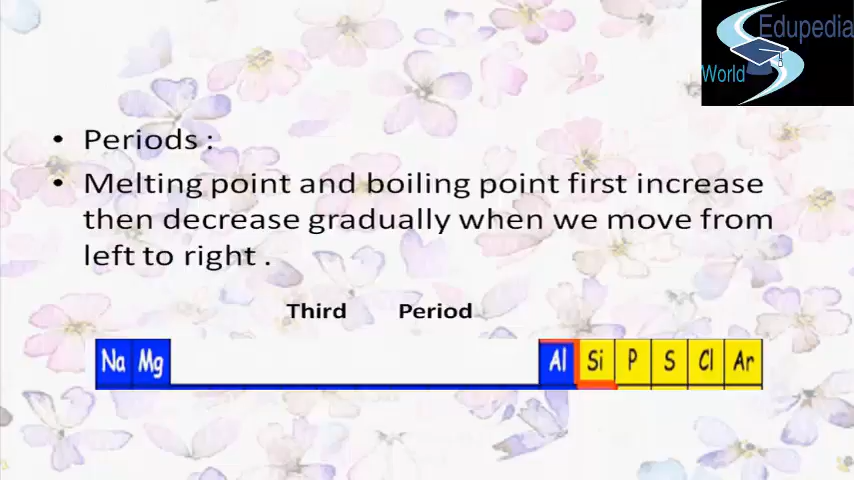 Edupedia
World
• Periods :
• Melting point and boiling point first increase
then decrease gradually when we move from
left to right .
Third Period
Na Mg Al Si P S Cl Ar